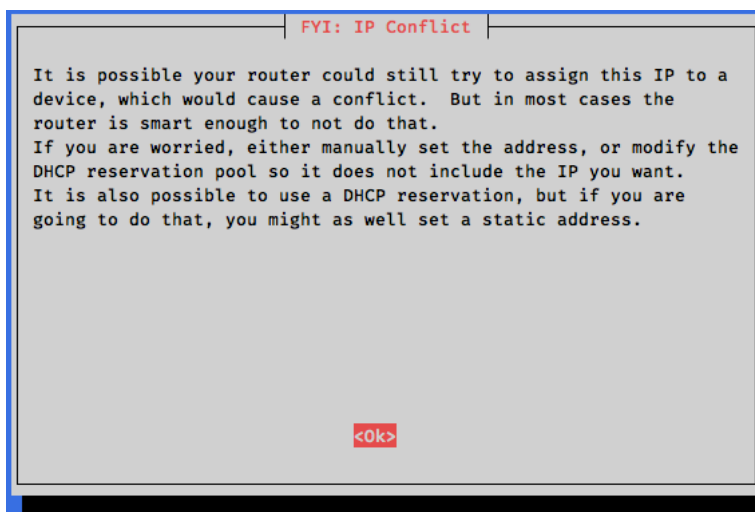 FYI: IP Conflict
It is possible your router could still try to assign this IP to a
device, which would cause a conflict.  But in most cases the
router is smart enough to not do that.
If you are worried, either manually set the address, or modify the
DHCP reservation pool so it does not include the IP you want.
It is also possible to use a DHCP reservation, but if you are
going to do that, you might as well set a static address.
<Ok>